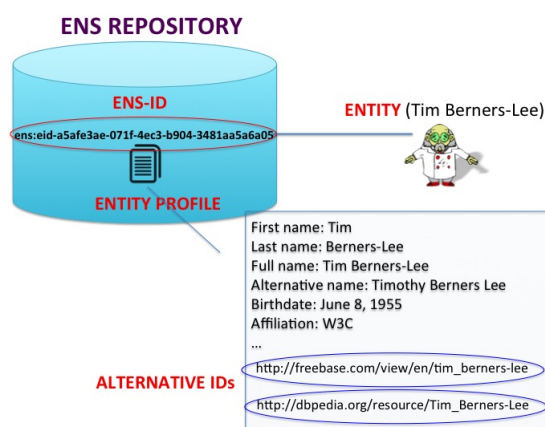 ENS REPOSITORY
ENS-ID
ens:eid-a5afe3ae-071f-4ec3-b904-3481aa5a6a05
ENTITY (Tim Berners-Lee)
ENTITY PROFILE
First name: Tim
Last name: Berners-Lee
Full name: Tim Berners-Lee
Alternative name: Timothy Berners Lee
Birthdate: June 8, 1955
Affiliation: W3C
...
http://freebase.com/view/en/tim_berners-lee
ALTERNATIVE IDs
http://dbpedia.org/resource/Tim_Berners-Lee